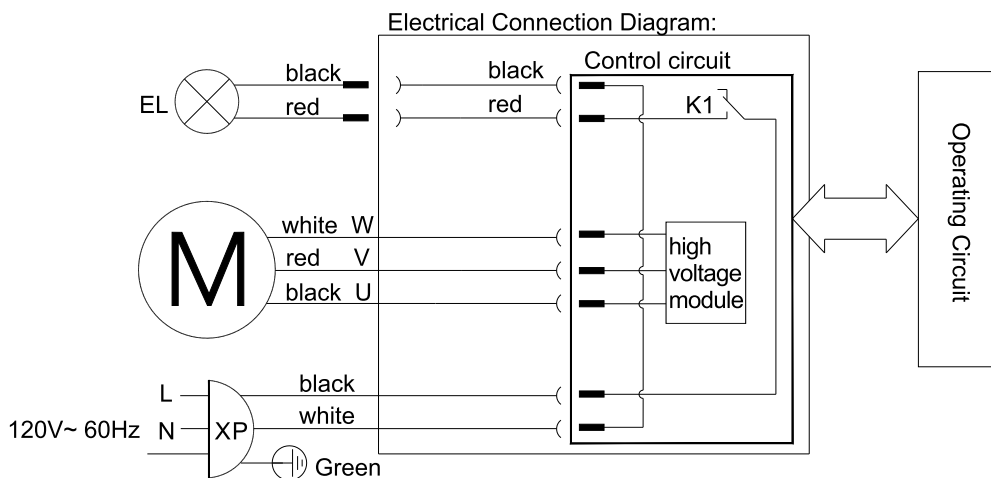 Electrical Connection Diagram:
Control circuit
black
black
EL
red
red
K1
Operating Circuit
white W
red V
black U
M
high
voltage
module
L
black
120V~ 60Hz N
XP
white
Green